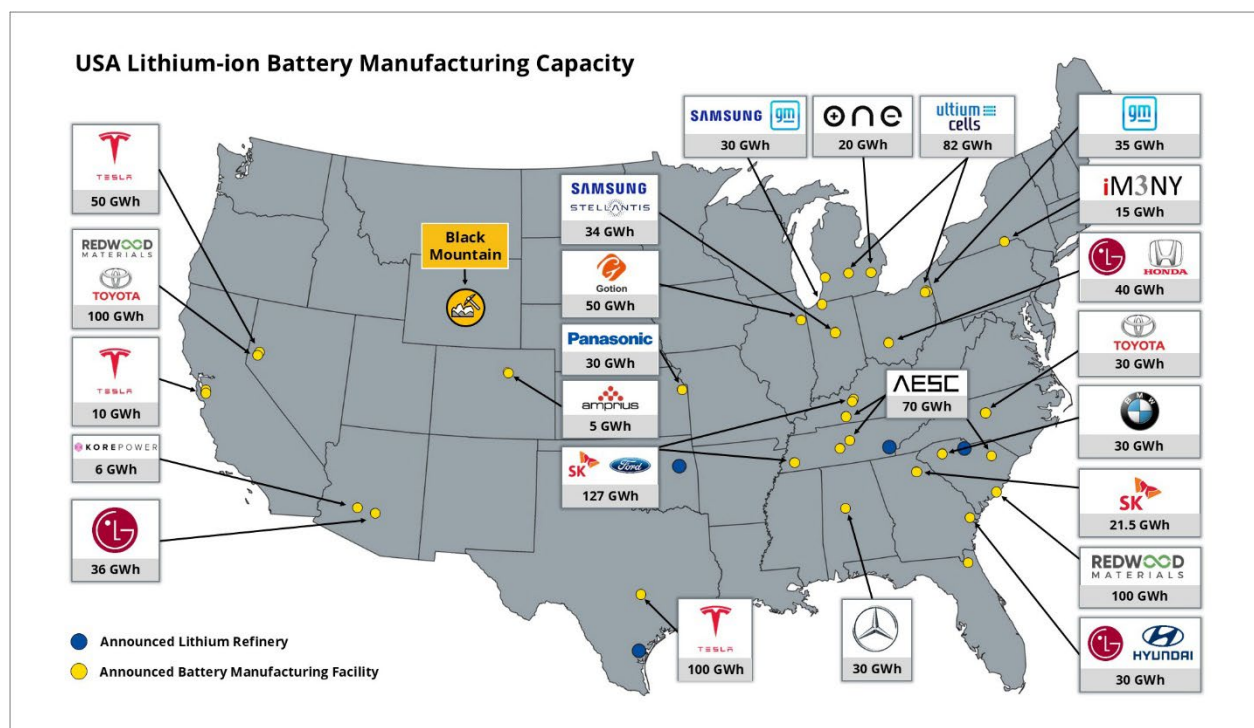 USA Lithium-ion Battery Manufacturing Capacity
TESLA
50 GWh
REDWOOD
MATERIALS
TOYOTA
100 GWh
TESLA
10 GWh
KOREPOWER
6 GWh
LG
36 GWh
Black
Mountain
SAMSUNG
STELLANTIS
34 GWh
Gotion
50 GWh
Panasonic
30 GWh
amprius
5 GWh
SK
Ford
127 GWh
SAMSUNG gm
30 GWh
one
20 GWh
ultium
cells
82 GWh
AESC
70 GWh
TESLA
100 GWh
30 GWh
gm
35 GWh
iM3NY
15 GWh
LG HONDA
40 GWh
TOYOTA
30 GWh
BMW
30 GWh
SK
21.5 GWh
REDWOOD
MATERIALS
100 GWh
LG HYUNDAI
30 GWh
Announced Lithium Refinery
Announced Battery Manufacturing Facility